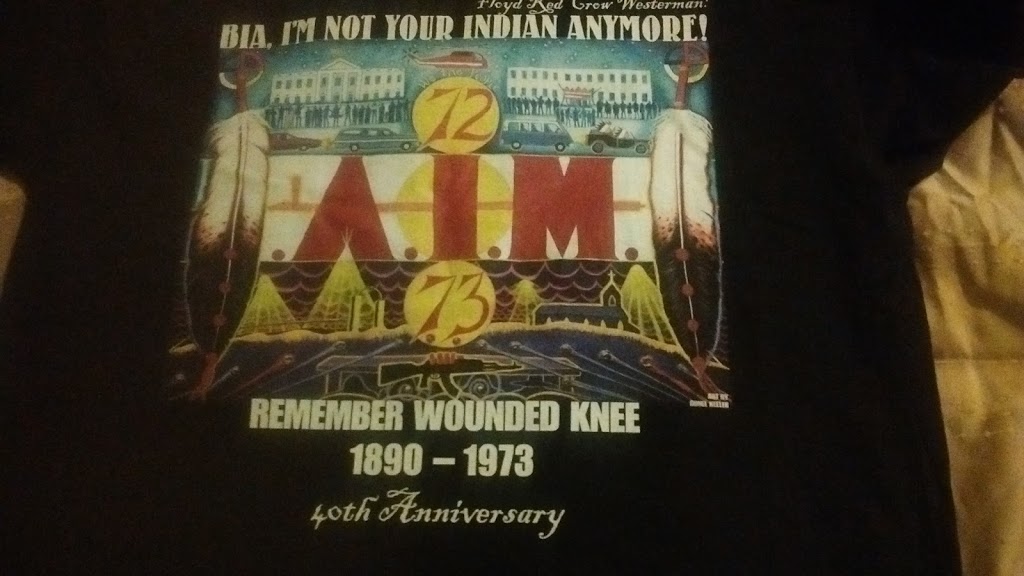 Floyd Red Crow Westerman:
BIA, I'M NOT YOUR INDIAN ANYMORE!
72
A.I.M.
73
REMEMBER WOUNDED KNEE
1890 – 1973
40th Anniversary